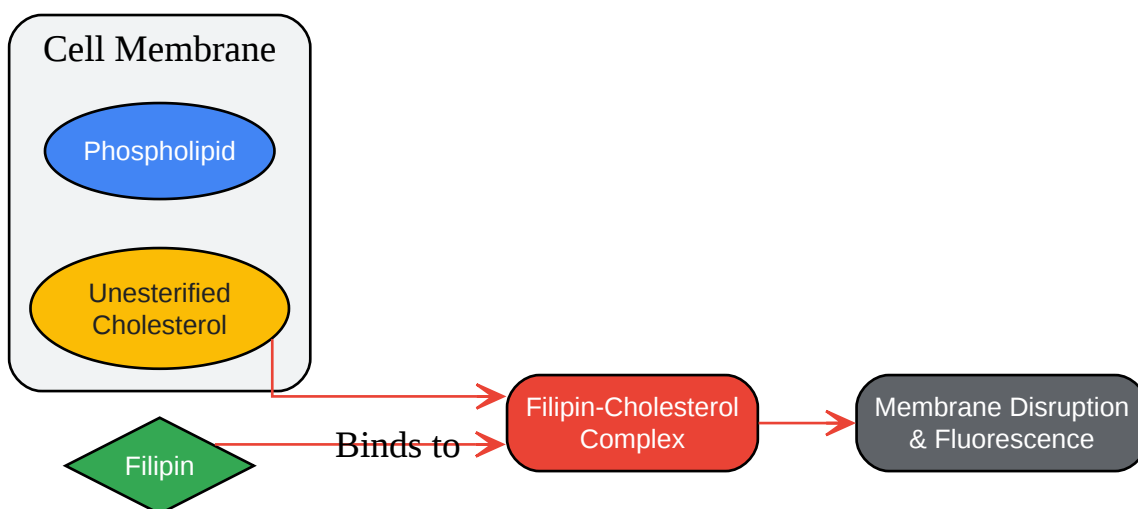 Cell Membrane
Phospholipid
Unesterified
Cholesterol
Filipin
Binds to
Filipin-Cholesterol
Complex
Membrane Disruption
& Fluorescence